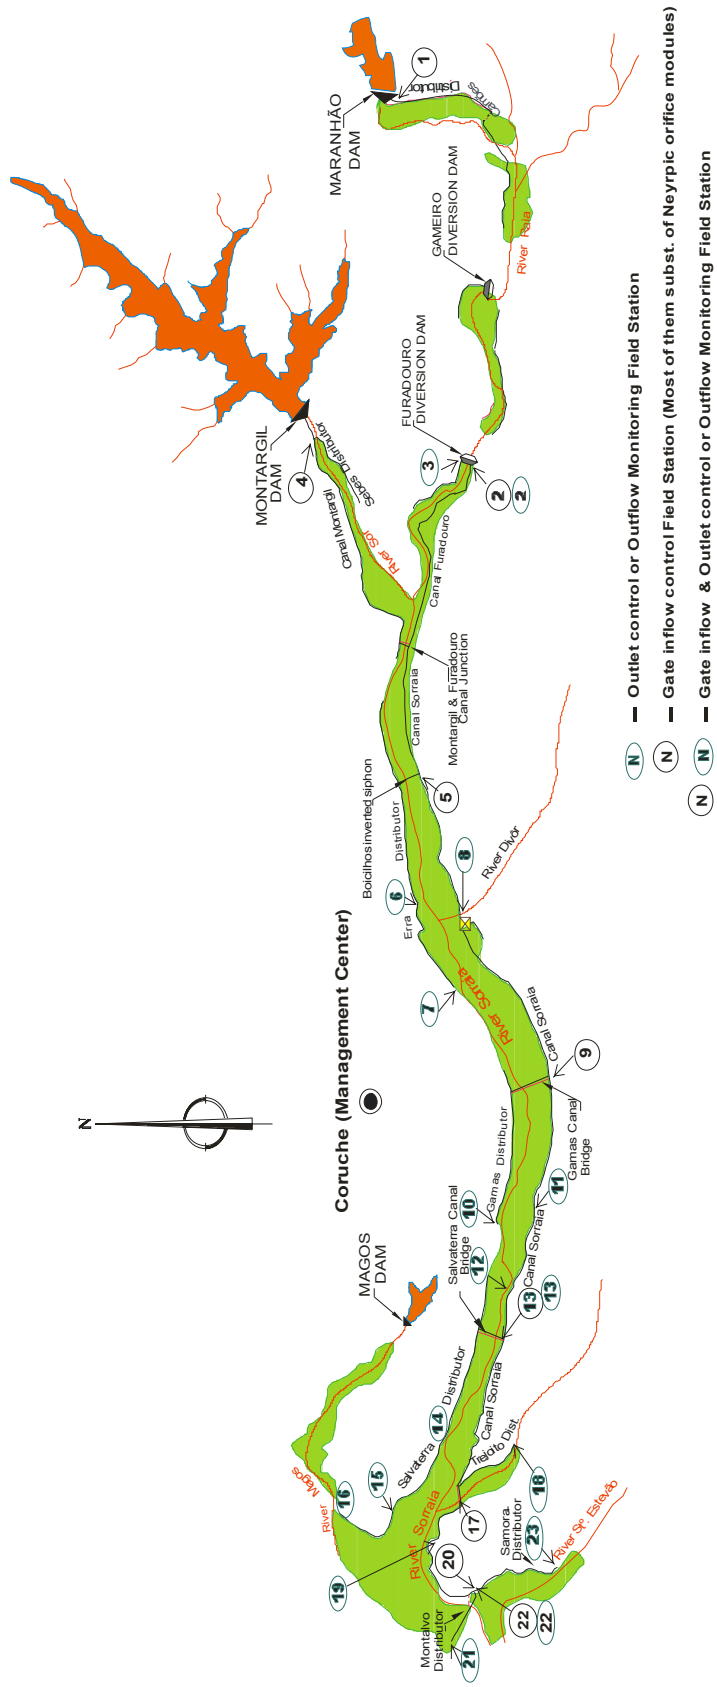 MARANHÃO
DAM
1
Distributor
Camões
GAMEIRO
DIVERSION DAM
River Raia
FURADOURO
DIVERSION DAM
3
2
2
MONTARGIL
DAM
4
Sebes Distributor
Canal Montargil
River Sor
Canal Furadouro
Montargil & Furadouro
Canal Junction
Canal Sorraia
Boicilhos inverted siphon
5
Distributor
6
Erra
8
River Divôr
7
River Sorraia
Canal Sorraia
9
Gamas Canal
Bridge
Coruche (Management Center)
N
Gamas Distributor
10
11
Canal Sorraia
12
Salvaterra Canal
Bridge
13
13
MAGOS
DAM
Distributor
Salvaterra
14
Canal Sorraia
Trejoito Dist.
15
16
River Magos
River Sorraia
17
18
19
20
Samora
Distributor
23
River Stº. Estevão
22
22
Montalvo
Distributor
21
N – Outlet control or Outflow Monitoring Field Station
N – Gate inflow control Field Station (Most of them subst. of Neyrpic orifice modules)
N N – Gate inflow & Outlet control or Outflow Monitoring Field Station